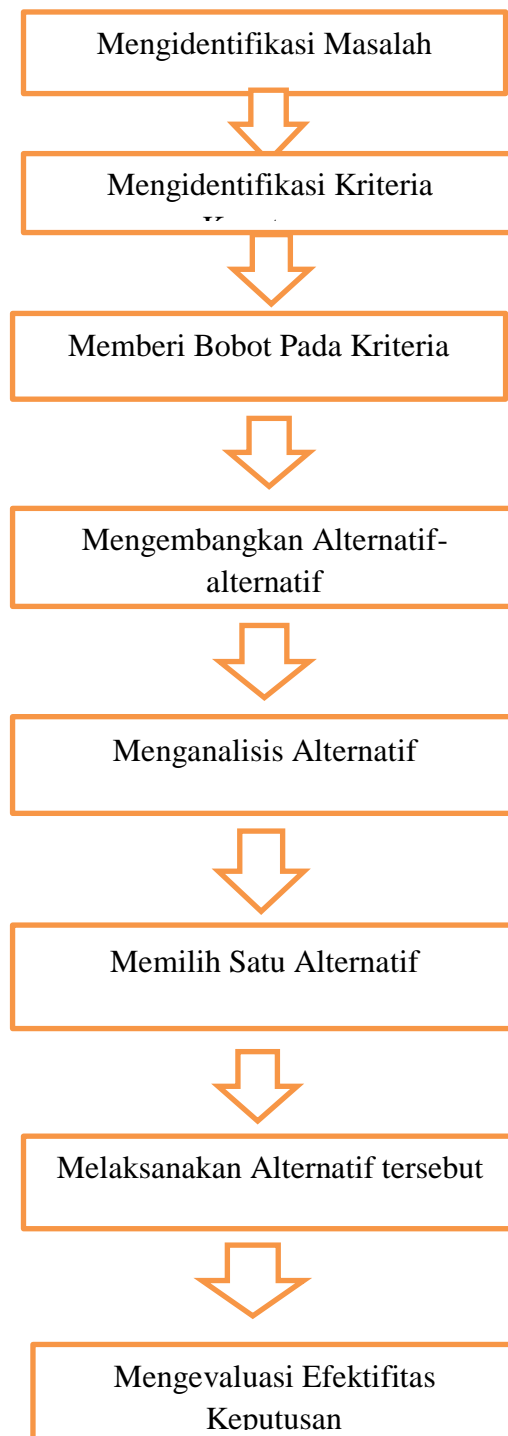 Mengidentifikasi Masalah
Mengidentifikasi Kriteria
Memberi Bobot Pada Kriteria
Mengembangkan Alternatif-
alternatif
Menganalisis Alternatif
Memilih Satu Alternatif
Melaksanakan Alternatif tersebut
Mengevaluasi Efektifitas
Keputusan